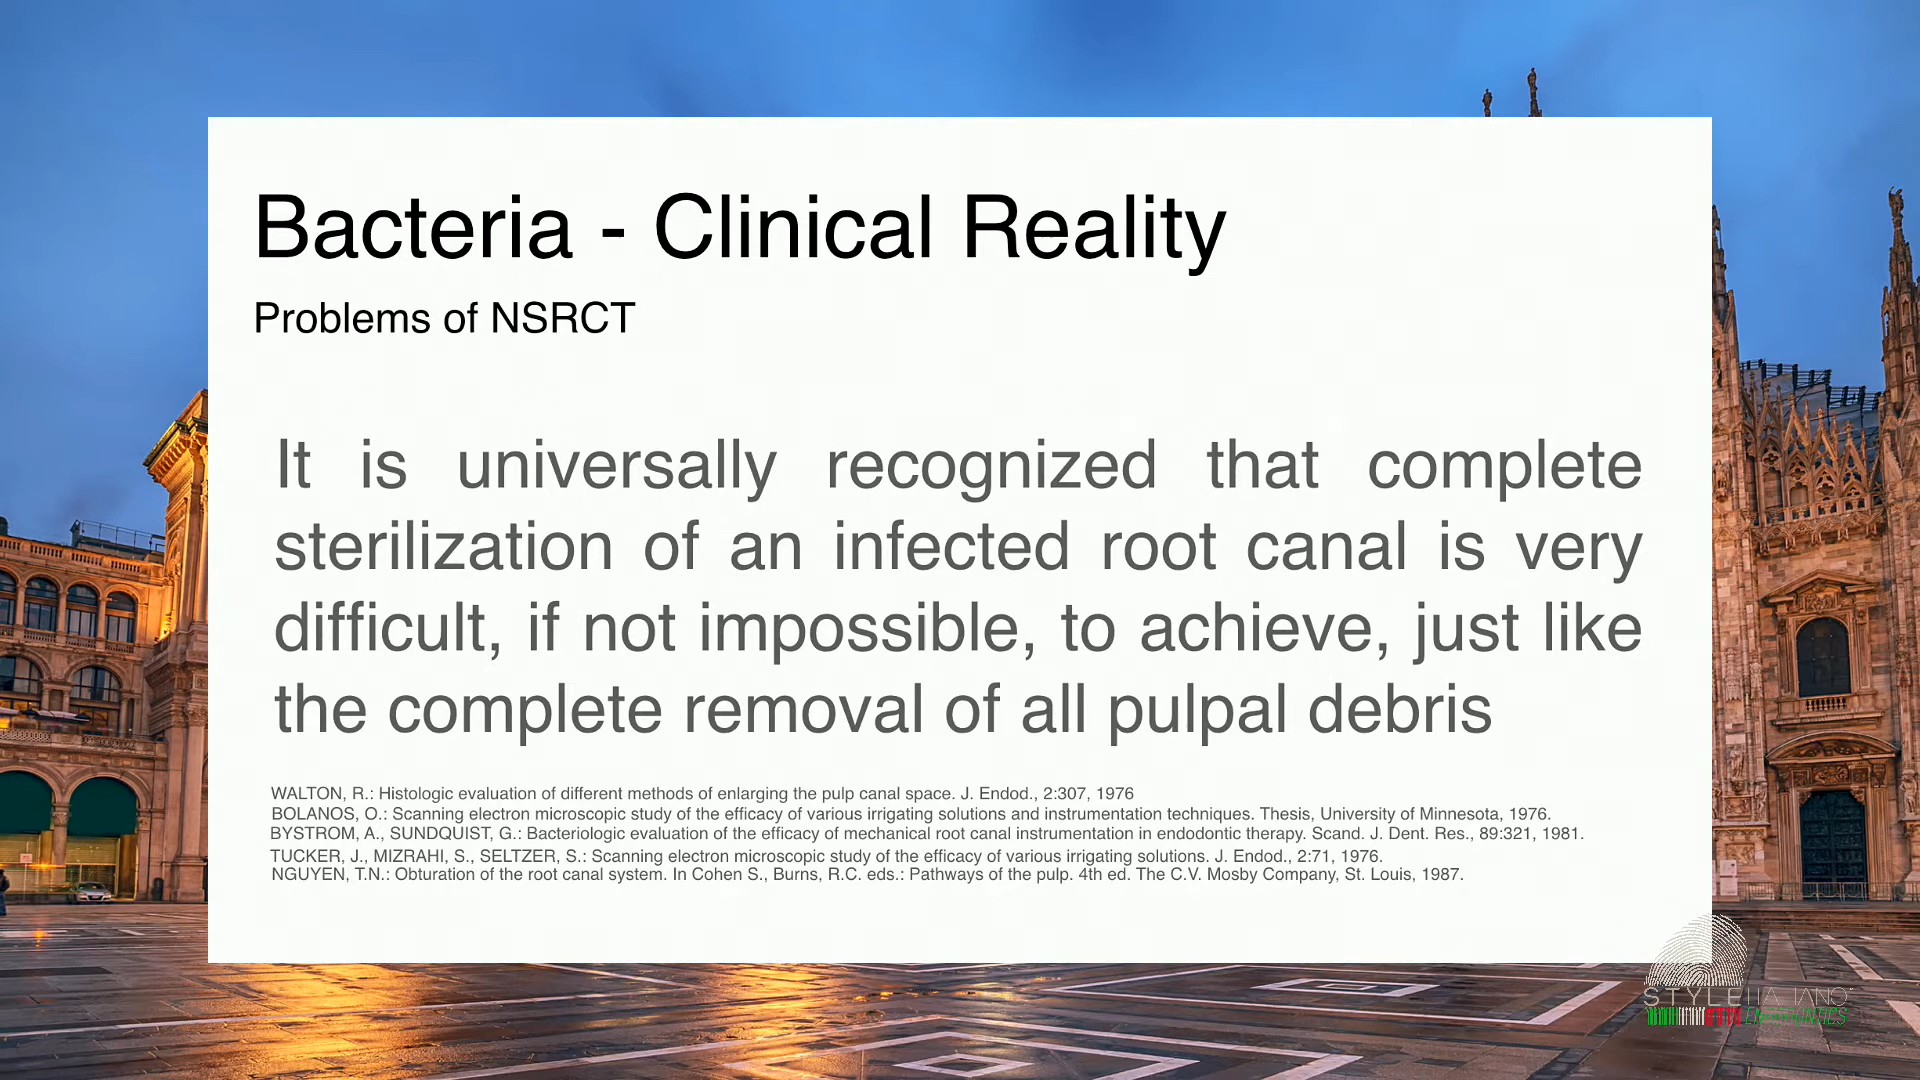 Bacteria - Clinical Reality
Problems of NSRCT
It is universally recognized that complete
sterilization of an infected root canal is very
difficult, if not impossible, to achieve, just like
the complete removal of all pulpal debris
WALTON, R.: Histologic evaluation of different methods of enlarging the pulp canal space. J. Endod., 2:307, 1976
BOLANOS, O.: Scanning electron microscopic study of the efficacy of various irrigating solutions and instrumentation techniques. Thesis, University of Minnesota, 1976.
BYSTROM, A., SUNDQUIST, G.: Bacteriologic evaluation of the efficacy of mechanical root canal instrumentation in endodontic therapy. Scand. J. Dent. Res., 89:321, 1981.
TUCKER, J., MIZRAHI, S., SELTZER, S.: Scanning electron microscopic study of the efficacy of various irrigating solutions. J. Endod., 2:71, 1976.
NGUYEN, T.N.: Obturation of the root canal system. In Cohen S., Burns, R.C. eds.: Pathways of the pulp. 4th ed. The C.V. Mosby Company, St. Louis, 1987.
STYLEITALIANO